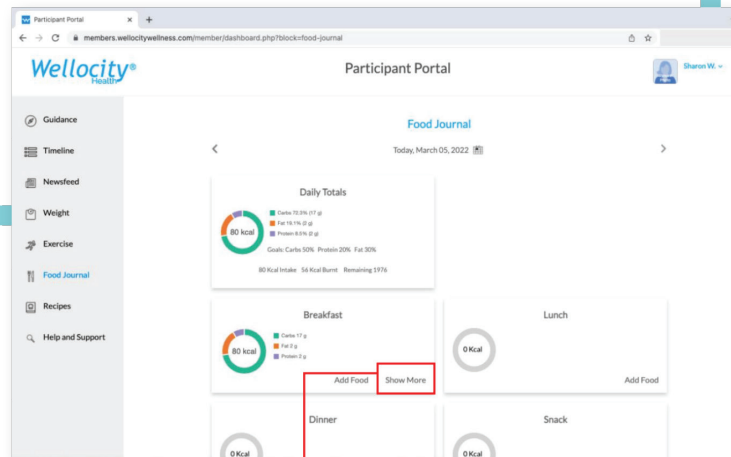 Participant Portal
members.wellocitywellness.com/member/dashboard.php?block=food-journal
Wellocity®
Health
Participant Portal
Sharon W.
Guidance
Timeline
Newsfeed
Weight
Exercise
Food Journal
Recipes
Help and Support
Food Journal
Today, March 05, 2022
Daily Totals
80 kcal
Carbs 72.5% (17 g)
Fat 19.1% (2 g)
Protein 8.5% (2 g)
Goals: Carbs 50% Protein 20% Fat 30%
80 Kcal Intake 56 Kcal Burnt Remaining 1976
Breakfast
80 kcal
Carbs 17 g
Fat 2 g
Protein 2 g
Add Food Show More
Lunch
0 Kcal
Add Food
Dinner
0 Kcal
Snack
0 Kcal